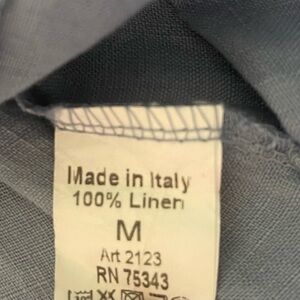 Made in Italy
100% Linen
M
Art 2123
RN 75343